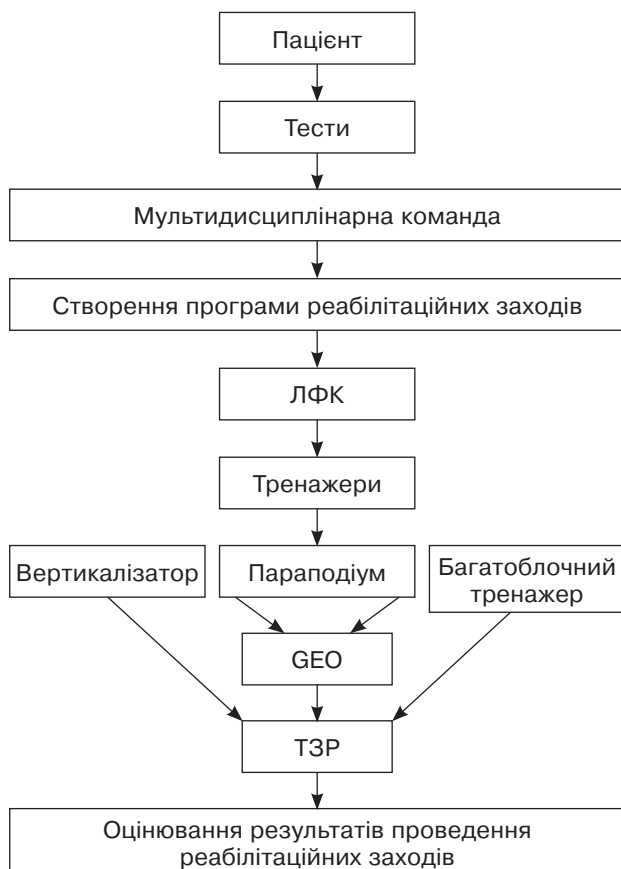 Пацієнт
Тести
Мультидисциплінарна команда
Створення програми реабілітаційних заходів
ЛФК
Тренажери
Вертикалізатор
Параподіум
Багатоблочний
тренажер
GEO
ТЗР
Оцінювання результатів проведення
реабілітаційних заходів